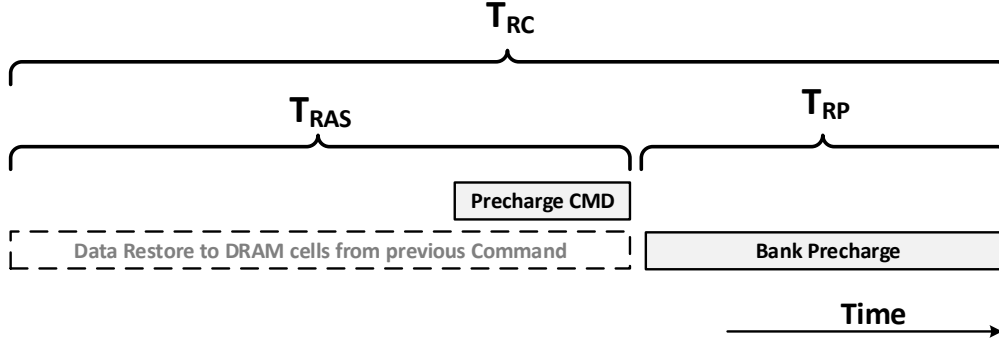 TRC
TRAS
TRP
Precharge CMD
Data Restore to DRAM cells from previous Command
Bank Precharge
Time